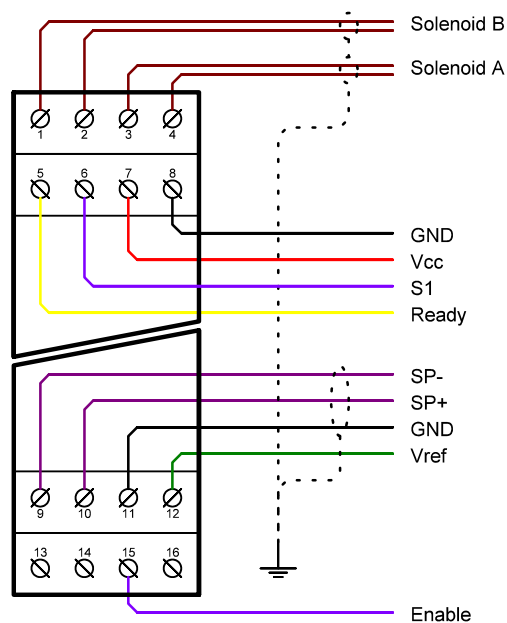 Solenoid B
Solenoid A
1 2 3 4
5 6 7 8
GND
Vcc
S1
Ready
SP-
SP+
GND
Vref
9 10 11 12
13 14 15 16
Enable